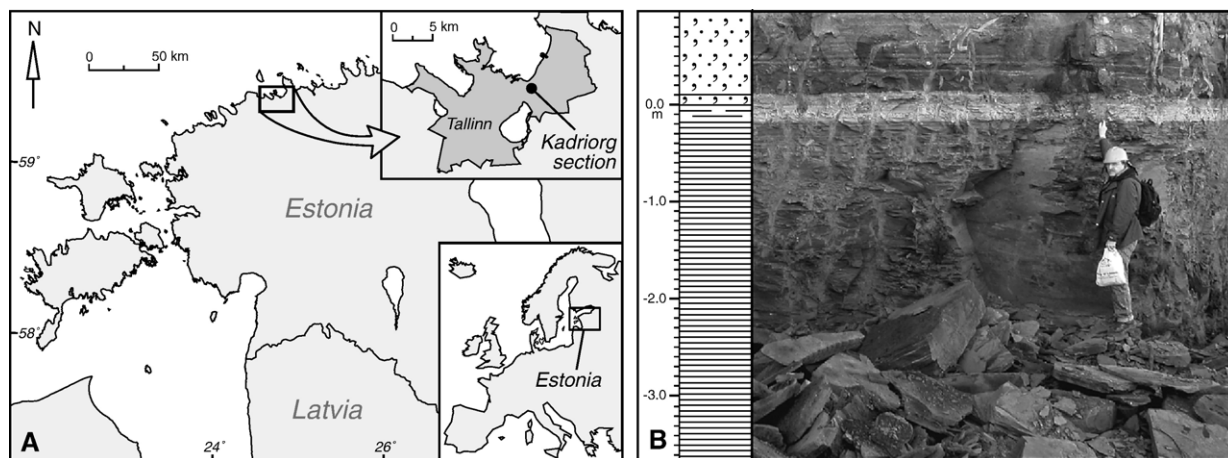 N
0 50 km
0 5 km
Tallinn
Kadriorg
section
59°
Estonia
58°
Latvia
Estonia
24°
26°
A
0.0
m
-1.0
-2.0
-3.0
B